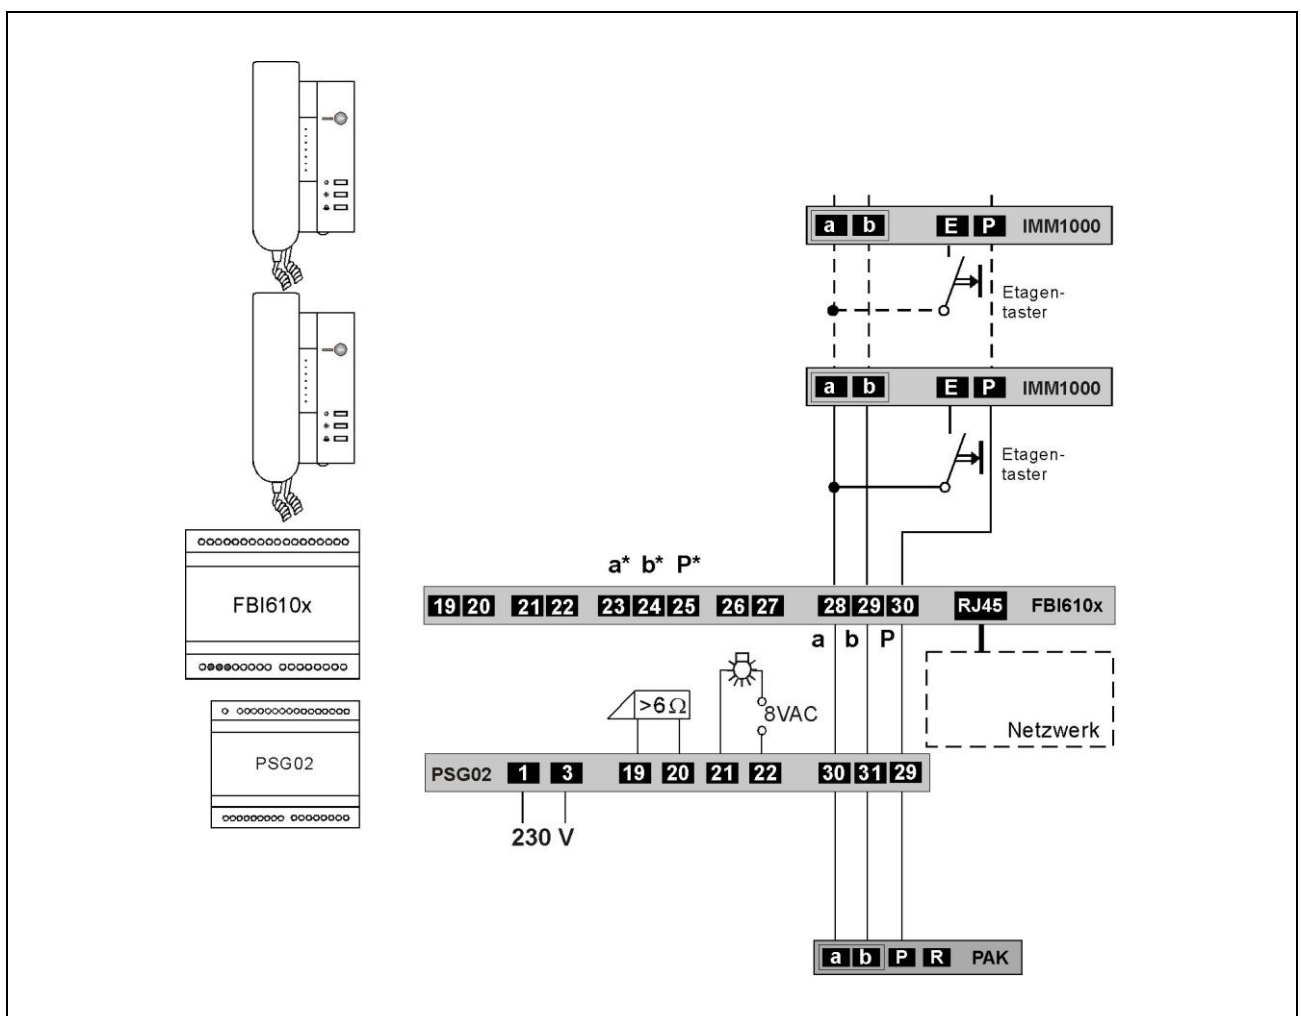 a b E P IMM1000
Etagen-
taster
a b E P IMM1000
Etagen-
taster
FBI610x
a* b* P*
19 20 21 22 23 24 25 26 27 28 29 30 RJ45 FBI610x
a b P
>6Ω
8VAC
Netzwerk
PSG02
PSG02 1 3 19 20 21 22 30 31 29
230 V
a b P R PAK